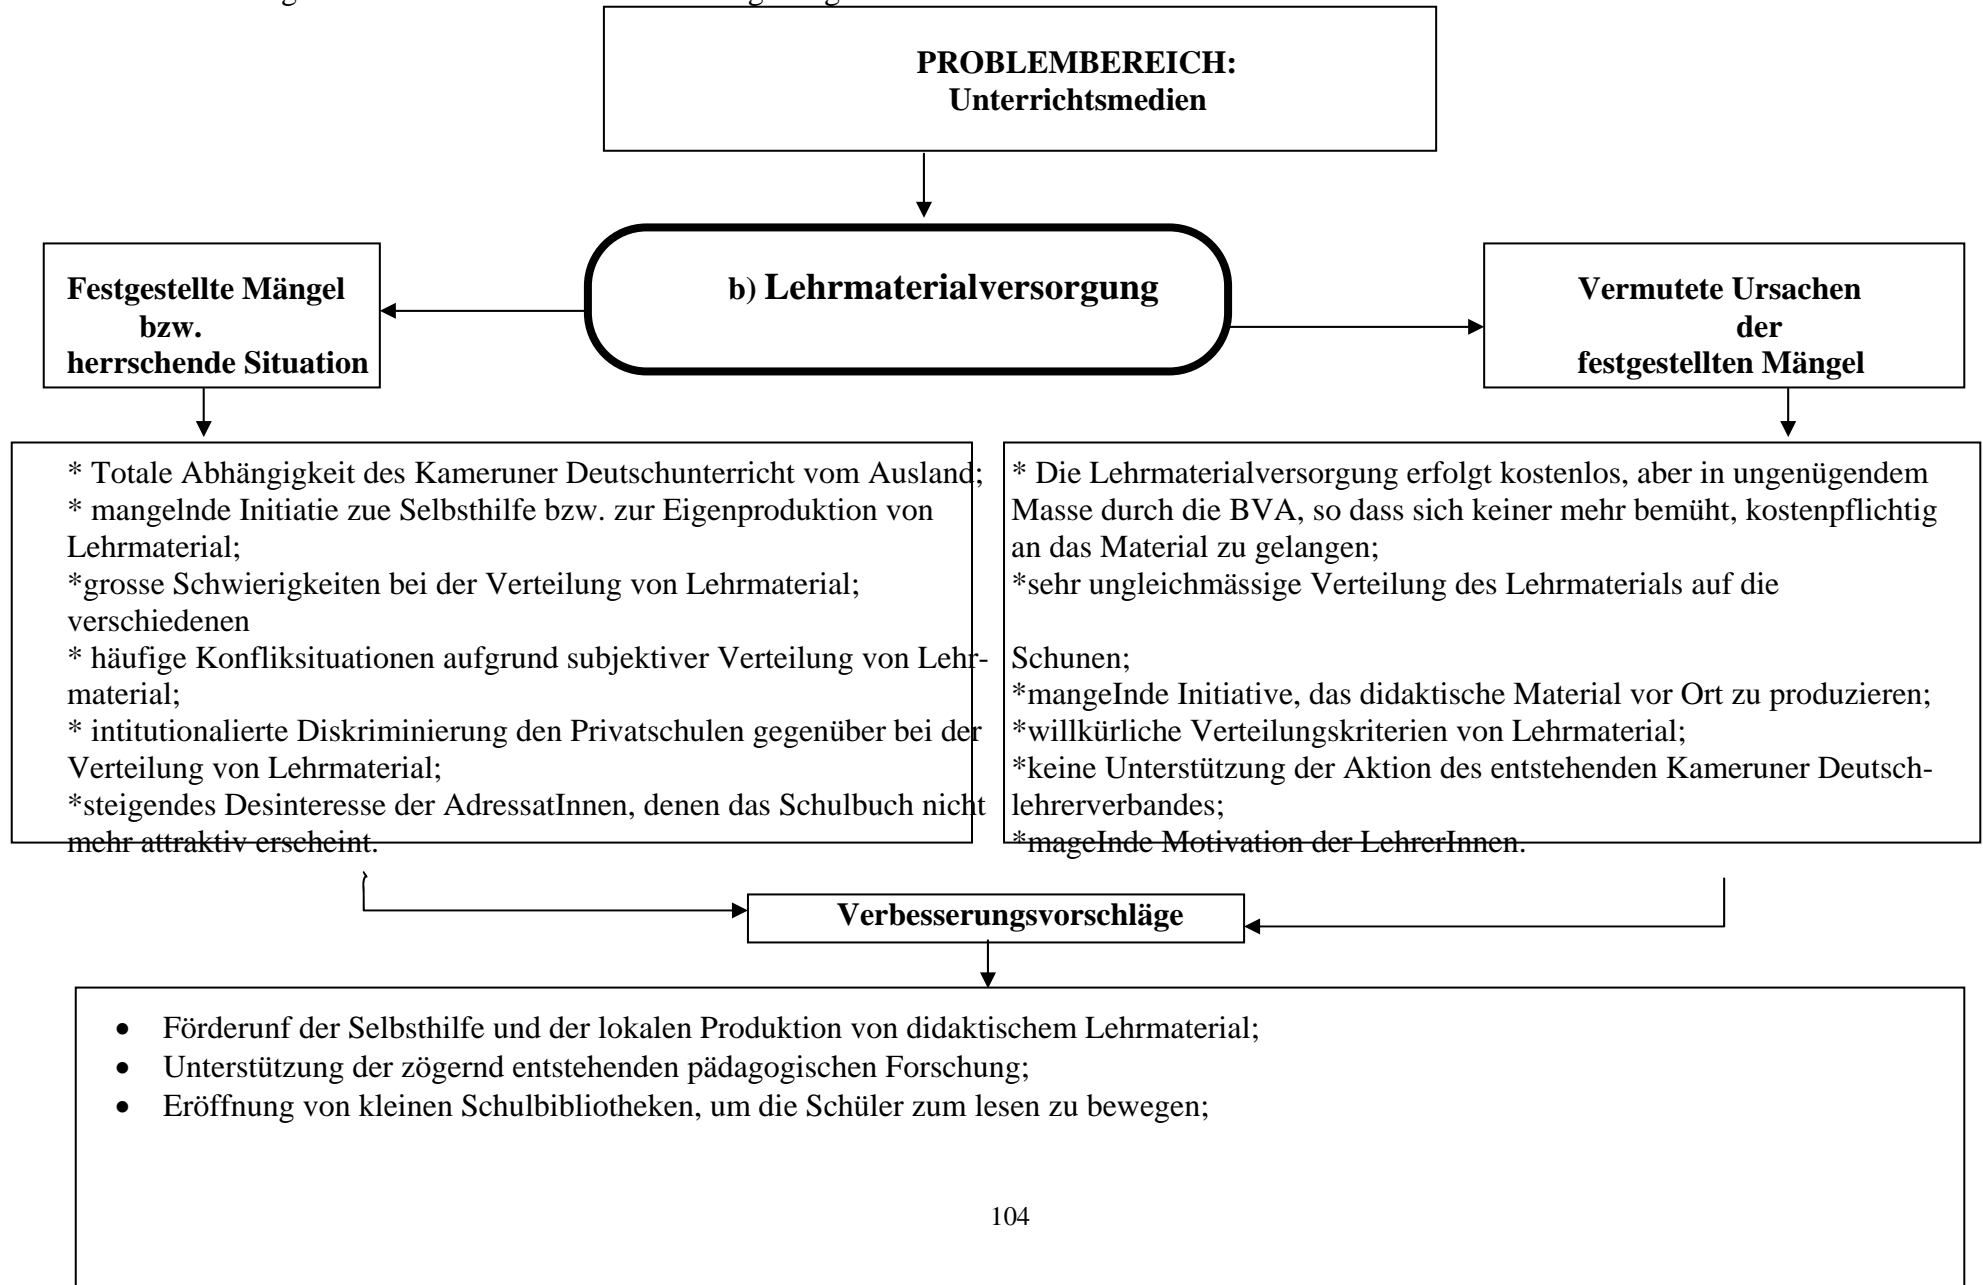 PROBLEMBEREICH:
Unterrichtsmedien
b) Lehrmaterialversorgung
Festgestellte Mängel
bzw.
herrschende Situation
Vermutete Ursachen
der
festgestellten Mängel
* Totale Abhängigkeit des Kameruner Deutschunterricht vom Ausland;
* mangelnde Initiatie zue Selbsthilfe bzw. zur Eigenproduktion von
Lehrmaterial;
*grosse Schwierigkeiten bei der Verteilung von Lehrmaterial;
verschiedenen
* häufige Konfliksituationen aufgrund subjektiver Verteilung von Lehr-
material;
* intitutionalierte Diskriminierung den Privatschulen gegenüber bei der
Verteilung von Lehrmaterial;
*steigendes Desinteresse der AdressatInnen, denen das Schulbuch nicht
mehr attraktiv erscheint.
* Die Lehrmaterialversorgung erfolgt kostenlos, aber in ungenügendem
Masse durch die BVA, so dass sich keiner mehr bemüht, kostenpflichtig
an das Material zu gelangen;
*sehr ungleichmässige Verteilung des Lehrmaterials auf die
Schunen;
*mangeInde Initiative, das didaktische Material vor Ort zu produzieren;
*willkürliche Verteilungskriterien von Lehrmaterial;
*keine Unterstützung der Aktion des entstehenden Kameruner Deutsch-
lehrerverbandes;
*mageInde Motivation der LehrerInnen.
Verbesserungsvorschläge
• Förderunf der Selbsthilfe und der lokalen Produktion von didaktischem Lehrmaterial;
• Unterstützung der zögernd entstehenden pädagogischen Forschung;
• Eröffnung von kleinen Schulbibliotheken, um die Schüler zum lesen zu bewegen;
104